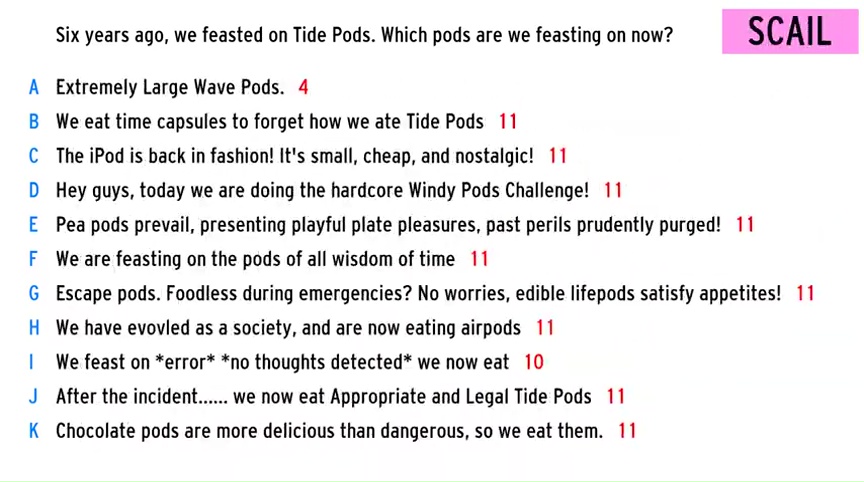 Six years ago, we feasted on Tide Pods. Which pods are we feasting on now?
SCAIL
A Extremely Large Wave Pods. 4
B We eat time capsules to forget how we ate Tide Pods 11
C The iPod is back in fashion! It's small, cheap, and nostalgic! 11
D Hey guys, today we are doing the hardcore Windy Pods Challenge! 11
E Pea pods prevail, presenting playful plate pleasures, past perils prudently purged! 11
F We are feasting on the pods of all wisdom of time 11
G Escape pods. Foodless during emergencies? No worries, edible lifepods satisfy appetites! 11
H We have evovled as a society, and are now eating airpods 11
I We feast on *error* *no thoughts detected* we now eat 10
J After the incident...... we now eat Appropriate and Legal Tide Pods 11
K Chocolate pods are more delicious than dangerous, so we eat them. 11